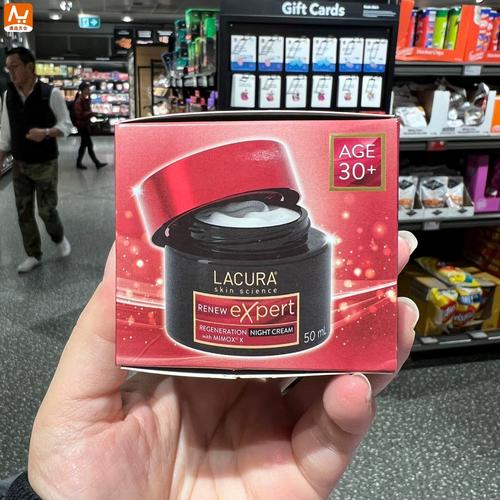 Gift Cards
AGE
30+
LACURA®
skin science
RENEW eXpert
REGENERATION NIGHT CREAM
with MIMOX® X
50 mL